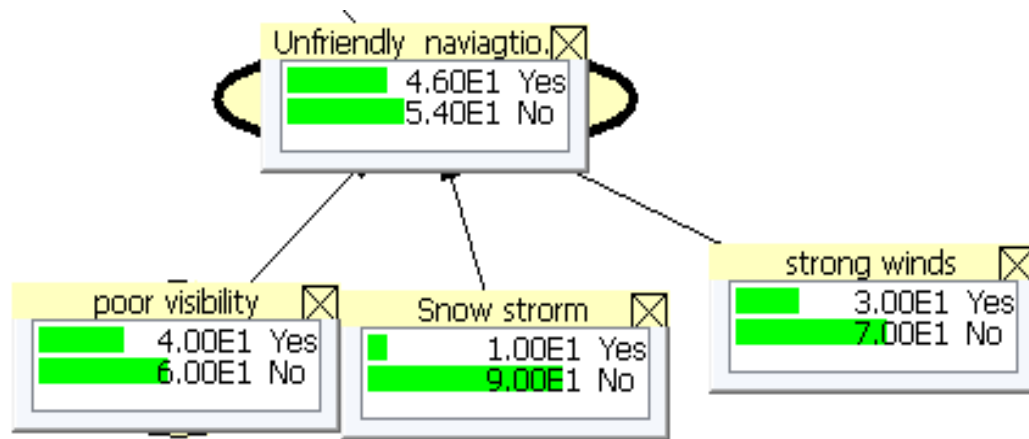 Unfriendly naviagtio.
4.60E1 Yes
5.40E1 No
poor visibility
4.00E1 Yes
6.00E1 No
Snow strorm
1.00E1 Yes
9.00E1 No
strong winds
3.00E1 Yes
7.00E1 No